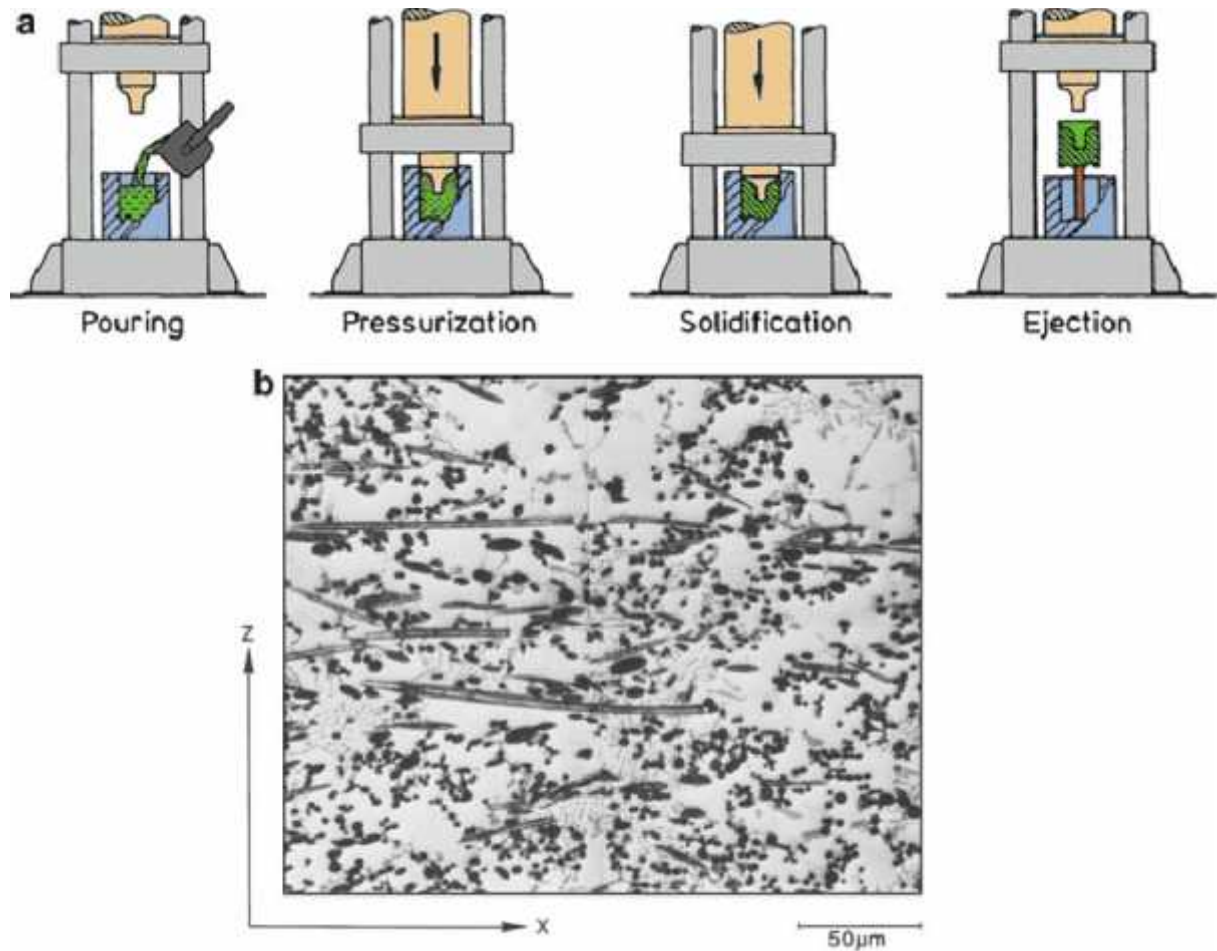 a
Pouring
Pressurization
Solidification
Ejection
b
Z
X
50µm